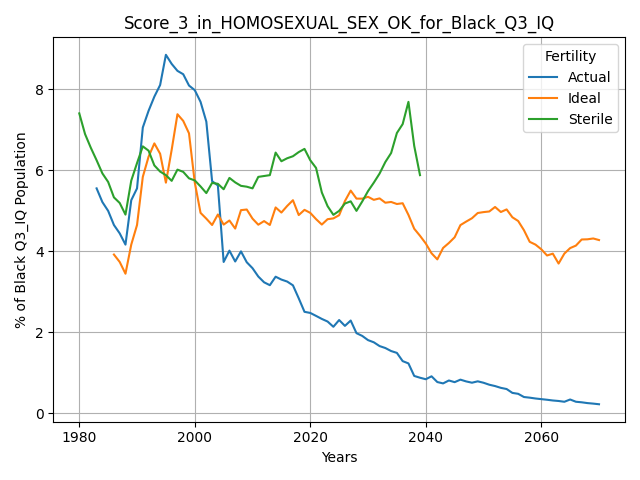 Score_3_in_HOMOSEXUAL_SEX_OK_for_Black_Q3_IQ
% of Black Q3_IQ Population
8
6
4
2
0
1980 2000 2020 2040 2060
Years
Fertility
Actual
Ideal
Sterile